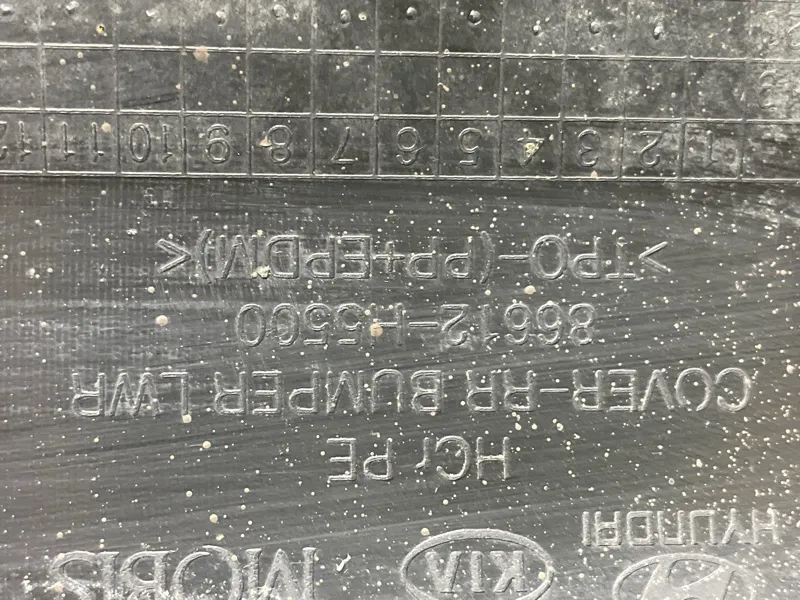 HYUNDAI
KIA MOBIS
HCr PE
COVER-RR BUMPER LWR
86612-H5500
>TPO-(PP+EPDM)<
1 2 3 4 5 6 7 8 9 10 11 12